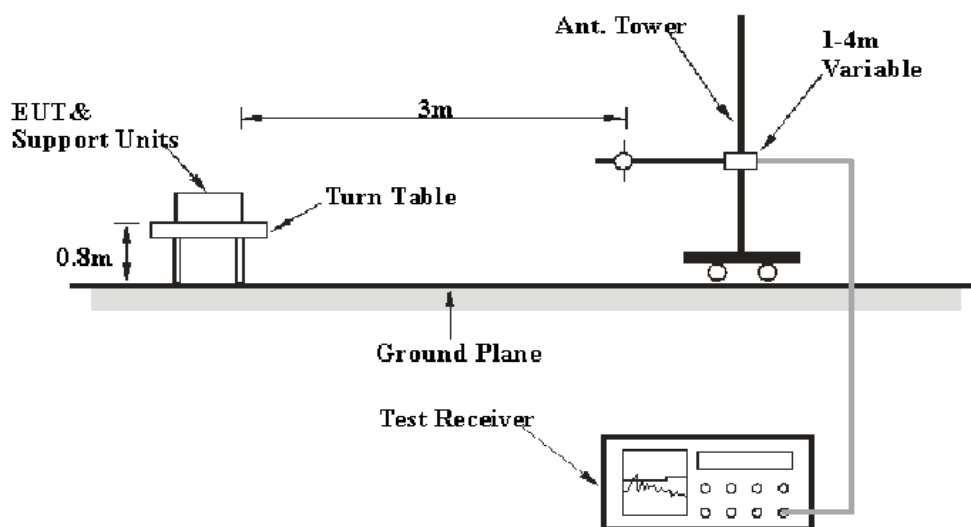 Ant. Tower
1-4m
Variable
EUT&
Support Units
3m
Turn Table
0.8m
Ground Plane
Test Receiver